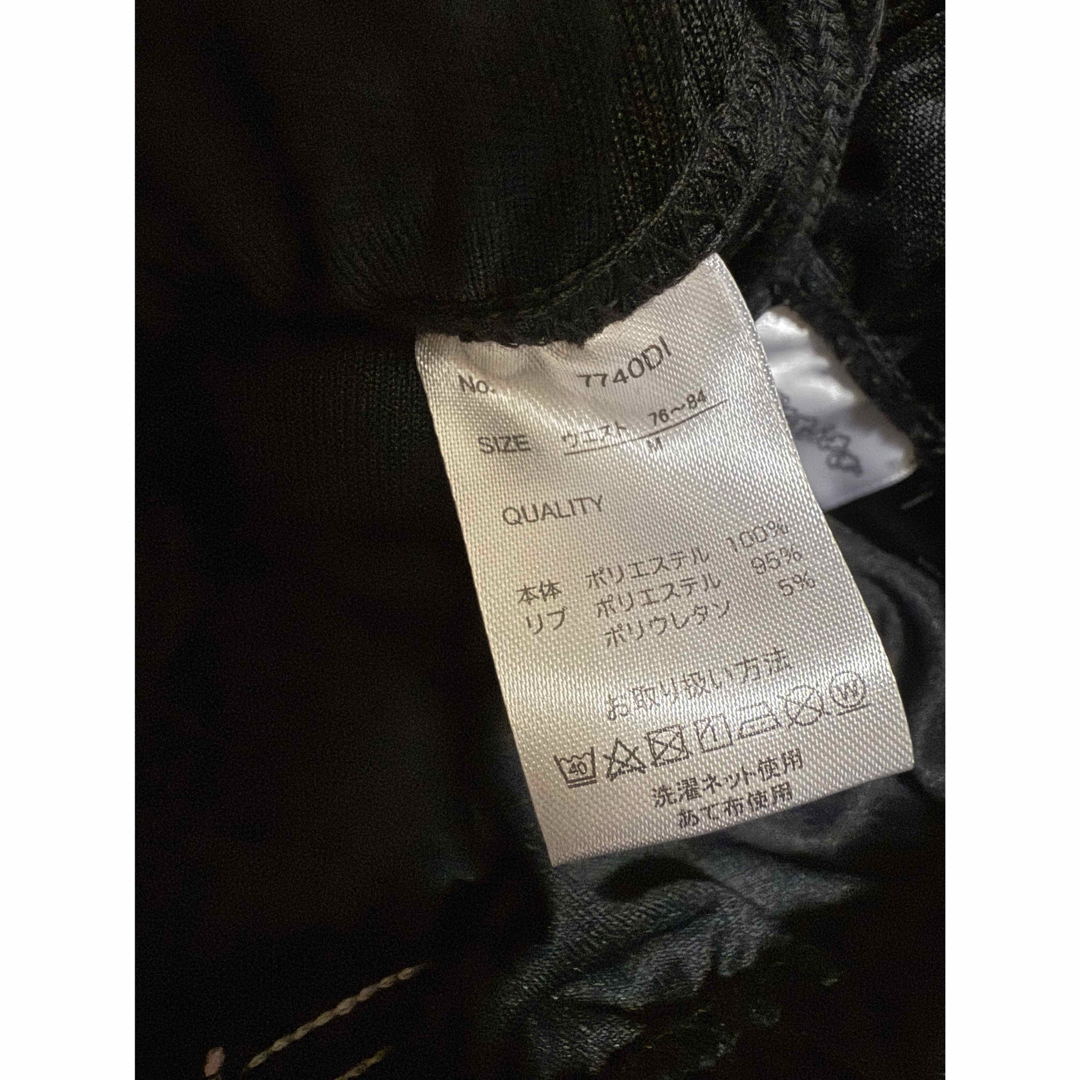 No. 7740DI
SIZE ウエスト 76～84
M
QUALITY
本体 ポリエステル 100%
リブ ポリエステル 95%
ポリウレタン 5%
お取り扱い方法
40 W
洗濯ネット使用
あて布使用